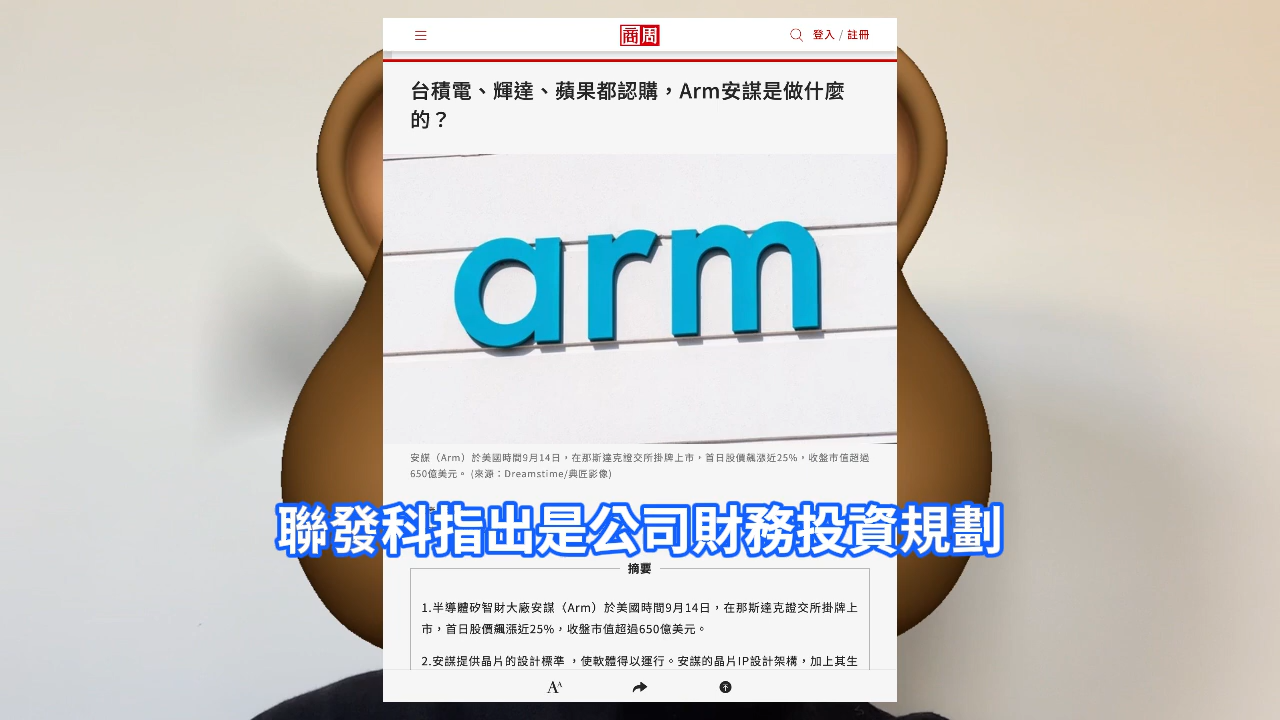 商周
登入 / 註冊
台積電、輝達、蘋果都認購，Arm安謀是做什麼
的？
arm
安謀（Arm）於美國時間9月14日，在那斯達克證交所掛牌上市，首日股價飆漲近25%，收盤市值超過
650億美元。 (來源：Dreamstime/典匠影像)
聯發科指出是公司財務投資規劃
摘要
1.半導體矽智財大廠安謀（Arm）於美國時間9月14日，在那斯達克證交所掛牌上
市，首日股價飆漲近25%，收盤市值超過650億美元。
2.安謀提供晶片的設計標準 ，使軟體得以運行。安謀的晶片IP設計架構，加上其生
AA